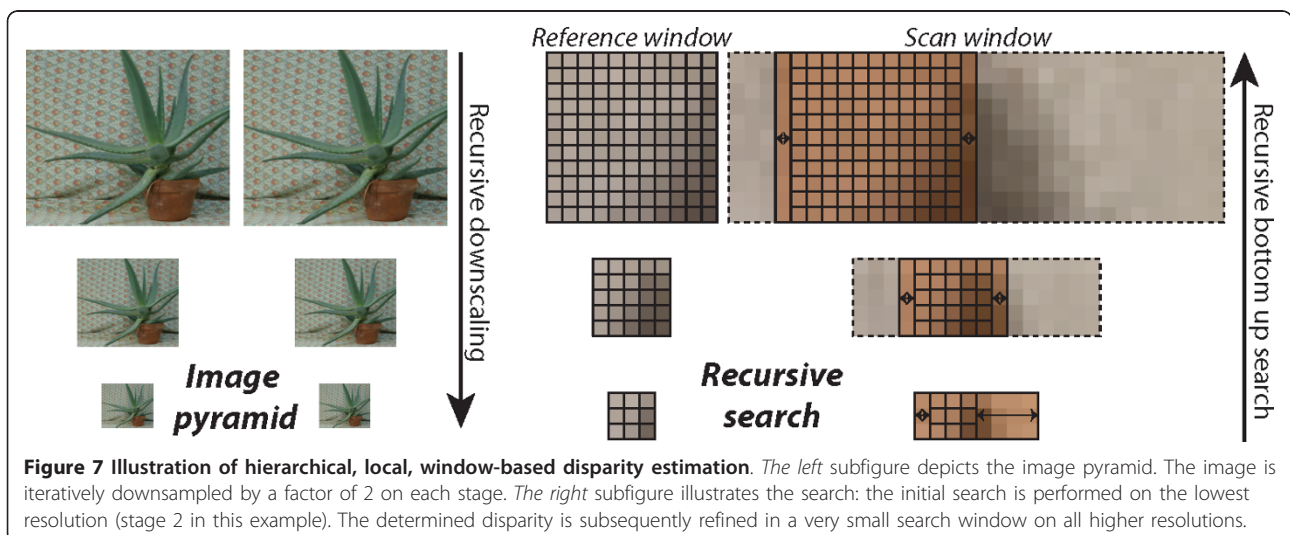 Reference window
Scan window
Recursive downscaling
Recursive bottom up search
Image
pyramid
Recursive
search
Figure 7 Illustration of hierarchical, local, window-based disparity estimation. The left subfigure depicts the image pyramid. The image is
iteratively downsampled by a factor of 2 on each stage. The right subfigure illustrates the search: the initial search is performed on the lowest
resolution (stage 2 in this example). The determined disparity is subsequently refined in a very small search window on all higher resolutions.